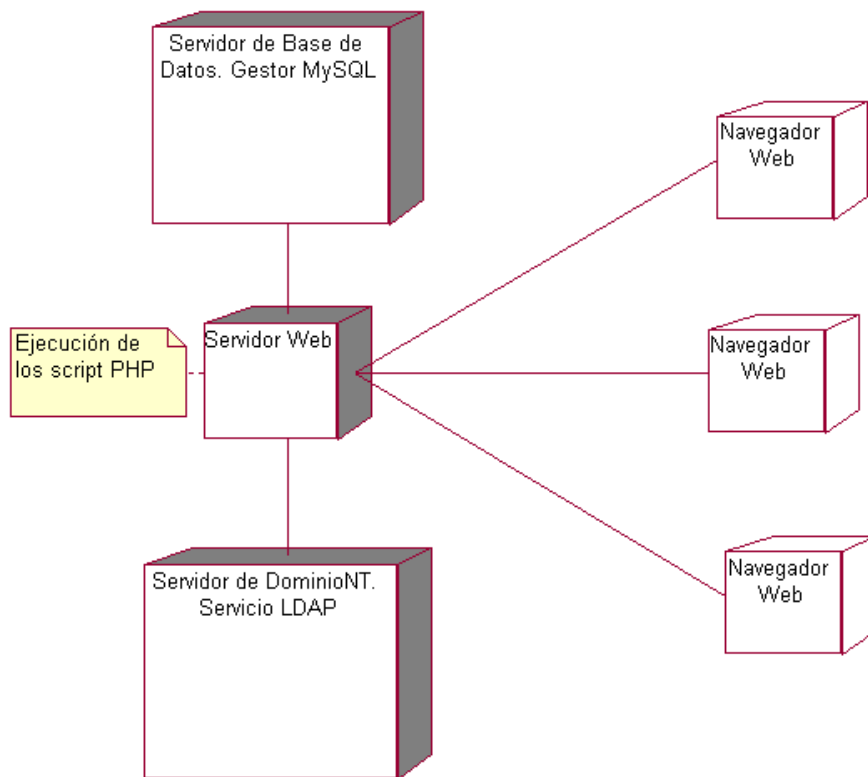 Servidor de Base de
Datos. Gestor MySQL
Navegador
Web
Ejecución de
los script PHP
Servidor Web
Navegador
Web
Servidor de DominioNT.
Servicio LDAP
Navegador
Web